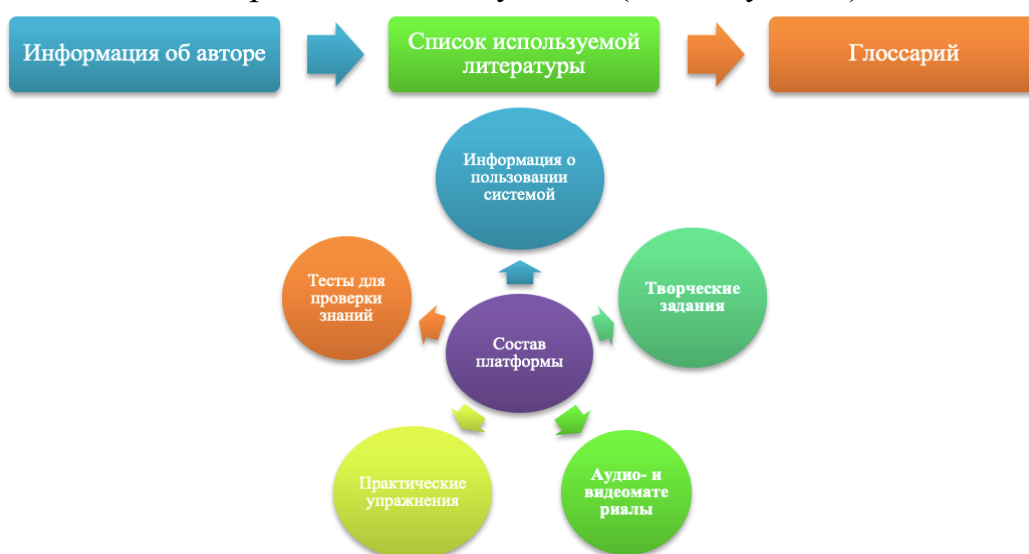 Информация об авторе
Список используемой
литературы
Глоссарий
Информация о
пользовании
системой
Тесты для
проверки
знаний
Творческие
задания
Состав
платформы
Практические
упражнения
Аудио- и
видеомате
риалы